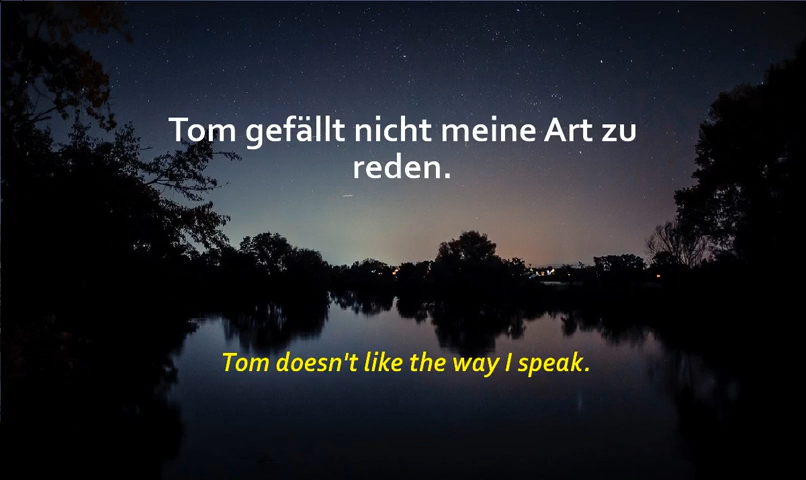 Tom gefällt nicht meine Art zu
reden.
Tom doesn't like the way I speak.